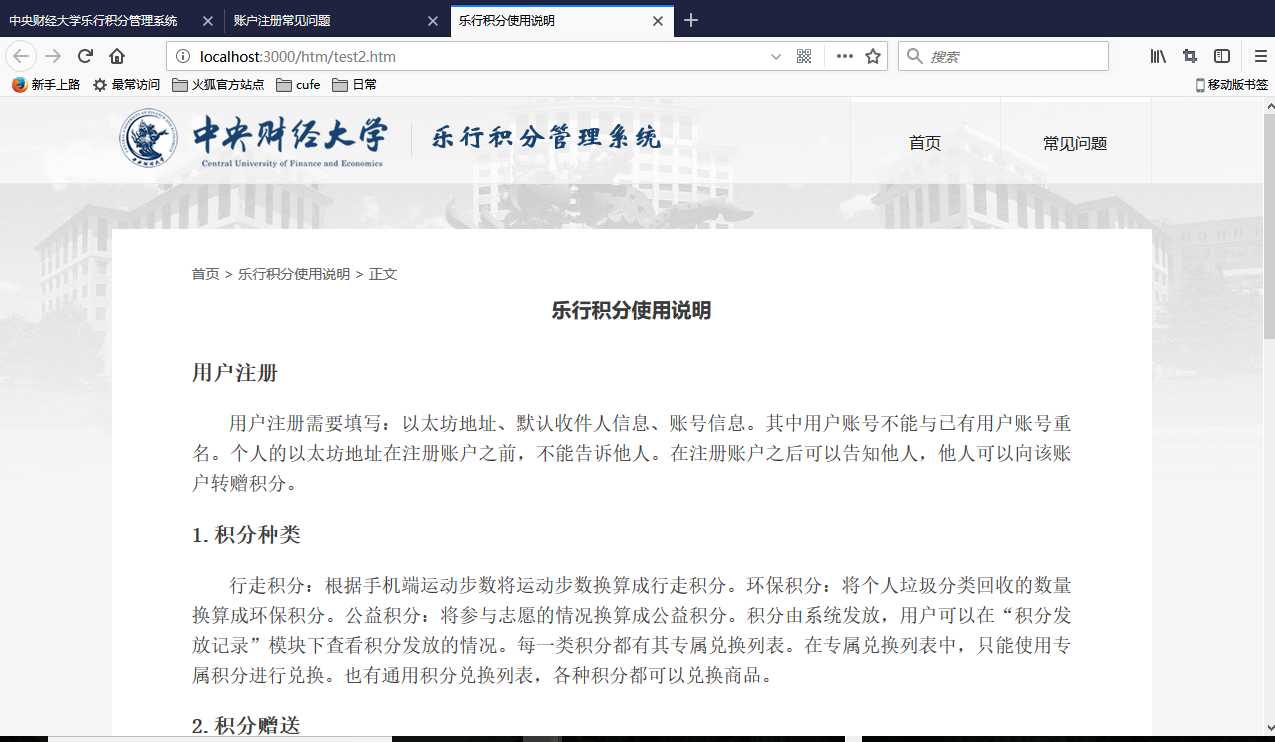 中央财经大学乐行积分管理系统
账户注册常见问题
乐行积分使用说明
localhost:3000/htm/test2.htm
搜索
新手上路
最常访问
火狐官方站点
cufe
日常
移动版书签
中央财经大学
Central University of Finance and Economics
乐行积分管理系统
首页
常见问题
首页 > 乐行积分使用说明 > 正文
乐行积分使用说明
用户注册
用户注册需要填写：以太坊地址、默认收件人信息、账号信息。其中用户账号不能与已有用户账号重
名。个人的以太坊地址在注册账户之前，不能告诉他人。在注册账户之后可以告知他人，他人可以向该账
户转赠积分。
1. 积分种类
行走积分：根据手机端运动步数将运动步数换算成行走积分。环保积分：将个人垃圾分类回收的数量
换算成环保积分。公益积分：将参与志愿的情况换算成公益积分。积分由系统发放，用户可以在“积分发
放记录”模块下查看积分发放的情况。每一类积分都有其专属兑换列表。在专属兑换列表中，只能使用专
属积分进行兑换。也有通用积分兑换列表，各种积分都可以兑换商品。
2. 积分赠送